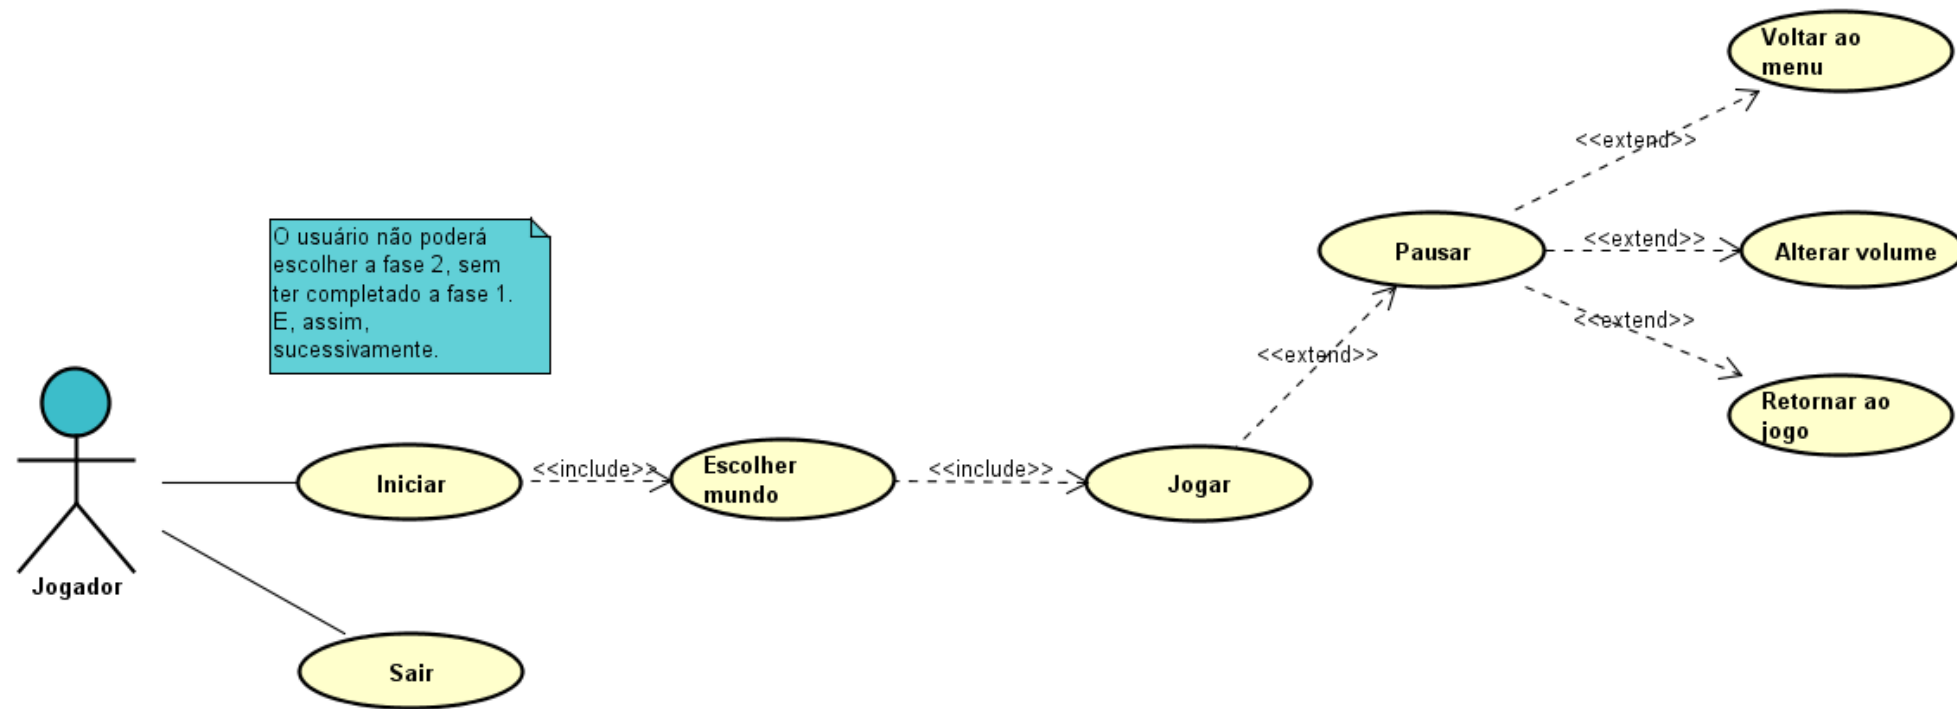 Voltar ao
menu
<<extend>>
O usuário não poderá
escolher a fase 2, sem
ter completado a fase 1.
E, assim,
sucessivamente.
Pausar
<<extend>>
Alterar volume
<<extend>>
<<extend>>
Retornar ao
jogo
Iniciar
<<include>>
Escolher
mundo
<<include>>
Jogar
Jogador
Sair